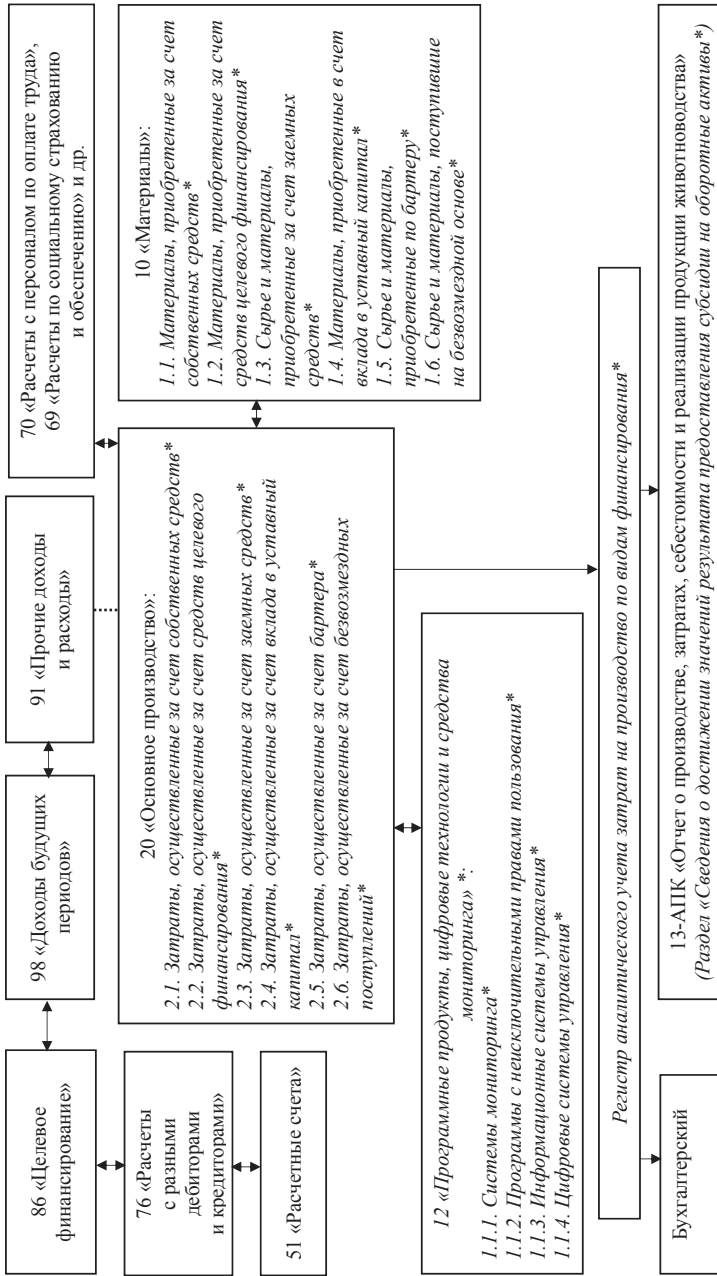 86 «Целевое
финансирование»
98 «Доходы будущих
периодов»
91 «Прочие доходы
и расходы»
70 «Расчеты с персоналом по оплате труда»,
69 «Расчеты по социальному страхованию
и обеспечению» и др.
76 «Расчеты
с разными
дебиторами
и кредиторами»
51 «Расчетные счета»
20 «Основное производство»:
2.1. Затраты, осуществленные за счет собственных средств*
2.2. Затраты, осуществленные за счет средств целевого
финансирования*
2.3. Затраты, осуществленные за счет заемных средств*
2.4. Затраты, осуществленные за счет вклада в уставный
капитал*
2.5. Затраты, осуществленные за счет бартера*
2.6. Затраты, осуществленные за счет безвозмездных
поступлений*
10 «Материалы»:
1.1. Материалы, приобретенные за счет
собственных средств*
1.2. Материалы, приобретенные за счет
средств целевого финансирования*
1.3. Сырье и материалы,
приобретенные за счет заемных
средств*
1.4. Материалы, приобретенные в счет
вклада в уставный капитал*
1.5. Сырье и материалы,
приобретенные по бартеру*
1.6. Сырье и материалы, поступившие
на безвозмездной основе*
12 «Программные продукты, цифровые технологии и средства
мониторинга» *:
1.1.1. Системы мониторинга*
1.1.2. Программы с неисключительными правами пользования*
1.1.3. Информационные системы управления*
1.1.4. Цифровые системы управления*
Регистр аналитического учета затрат на производство по видам финансирования*
Бухгалтерский
13-АПК «Отчет о производстве, затратах, себестоимости и реализации продукции животноводства»
(Раздел «Сведения о достижении значений результата предоставления субсидии на оборотные активы*)